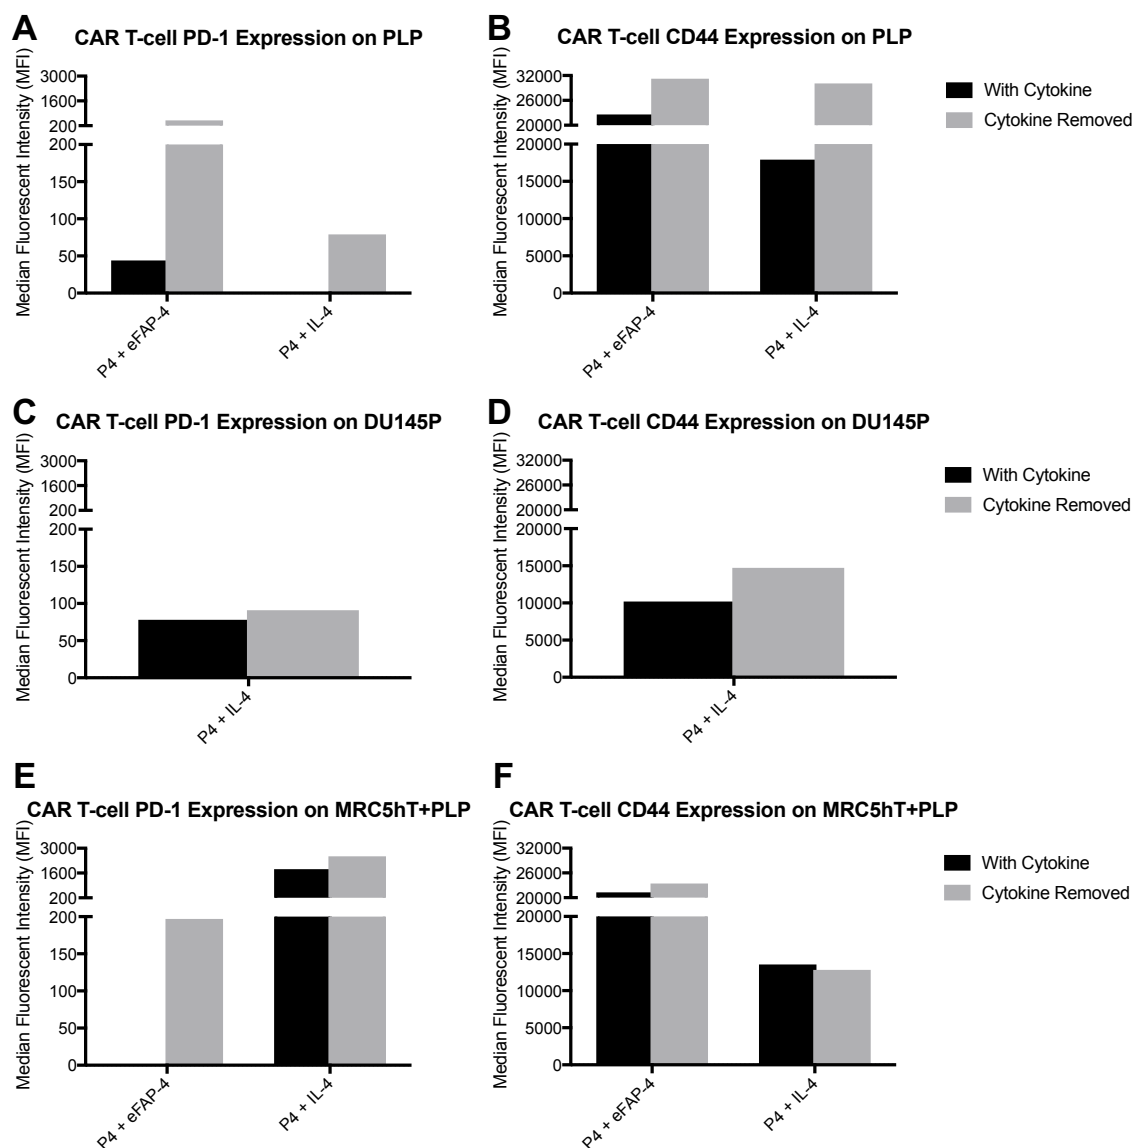 A
CAR T-cell PD-1 Expression on PLP
Median Fluorescent Intensity (MFI)
3000
1600
200
200
150
100
50
0
P4 + eFAP-4
P4 + IL-4
B
CAR T-cell CD44 Expression on PLP
Median Fluorescent Intensity (MFI)
32000
26000
20000
20000
15000
10000
5000
0
P4 + eFAP-4
P4 + IL-4
With Cytokine
Cytokine Removed
C
CAR T-cell PD-1 Expression on DU145P
Median Fluorescent Intensity (MFI)
3000
1600
200
200
150
100
50
0
P4 + IL-4
D
CAR T-cell CD44 Expression on DU145P
Median Fluorescent Intensity (MFI)
32000
26000
20000
20000
15000
10000
5000
0
P4 + IL-4
With Cytokine
Cytokine Removed
E
CAR T-cell PD-1 Expression on MRC5hT+PLP
Median Fluorescent Intensity (MFI)
3000
1600
200
200
150
100
50
0
P4 + eFAP-4
P4 + IL-4
F
CAR T-cell CD44 Expression on MRC5hT+PLP
Median Fluorescent Intensity (MFI)
32000
26000
20000
20000
15000
10000
5000
0
P4 + eFAP-4
P4 + IL-4
With Cytokine
Cytokine Removed